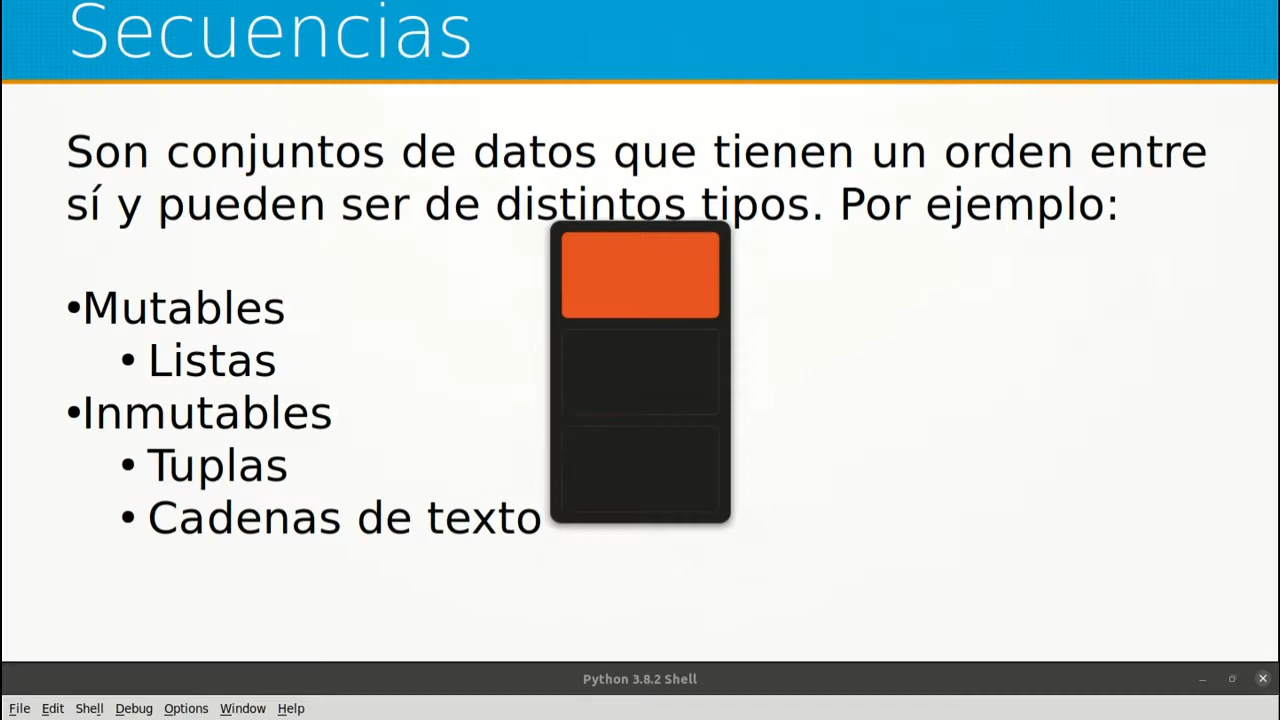 Secuencias
Son conjuntos de datos que tienen un orden entre
sí y pueden ser de distintos tipos. Por ejemplo:
•Mutables
• Listas
•Inmutables
• Tuplas
• Cadenas de texto
Python 3.8.2 Shell
File Edit Shell Debug Options Window Help